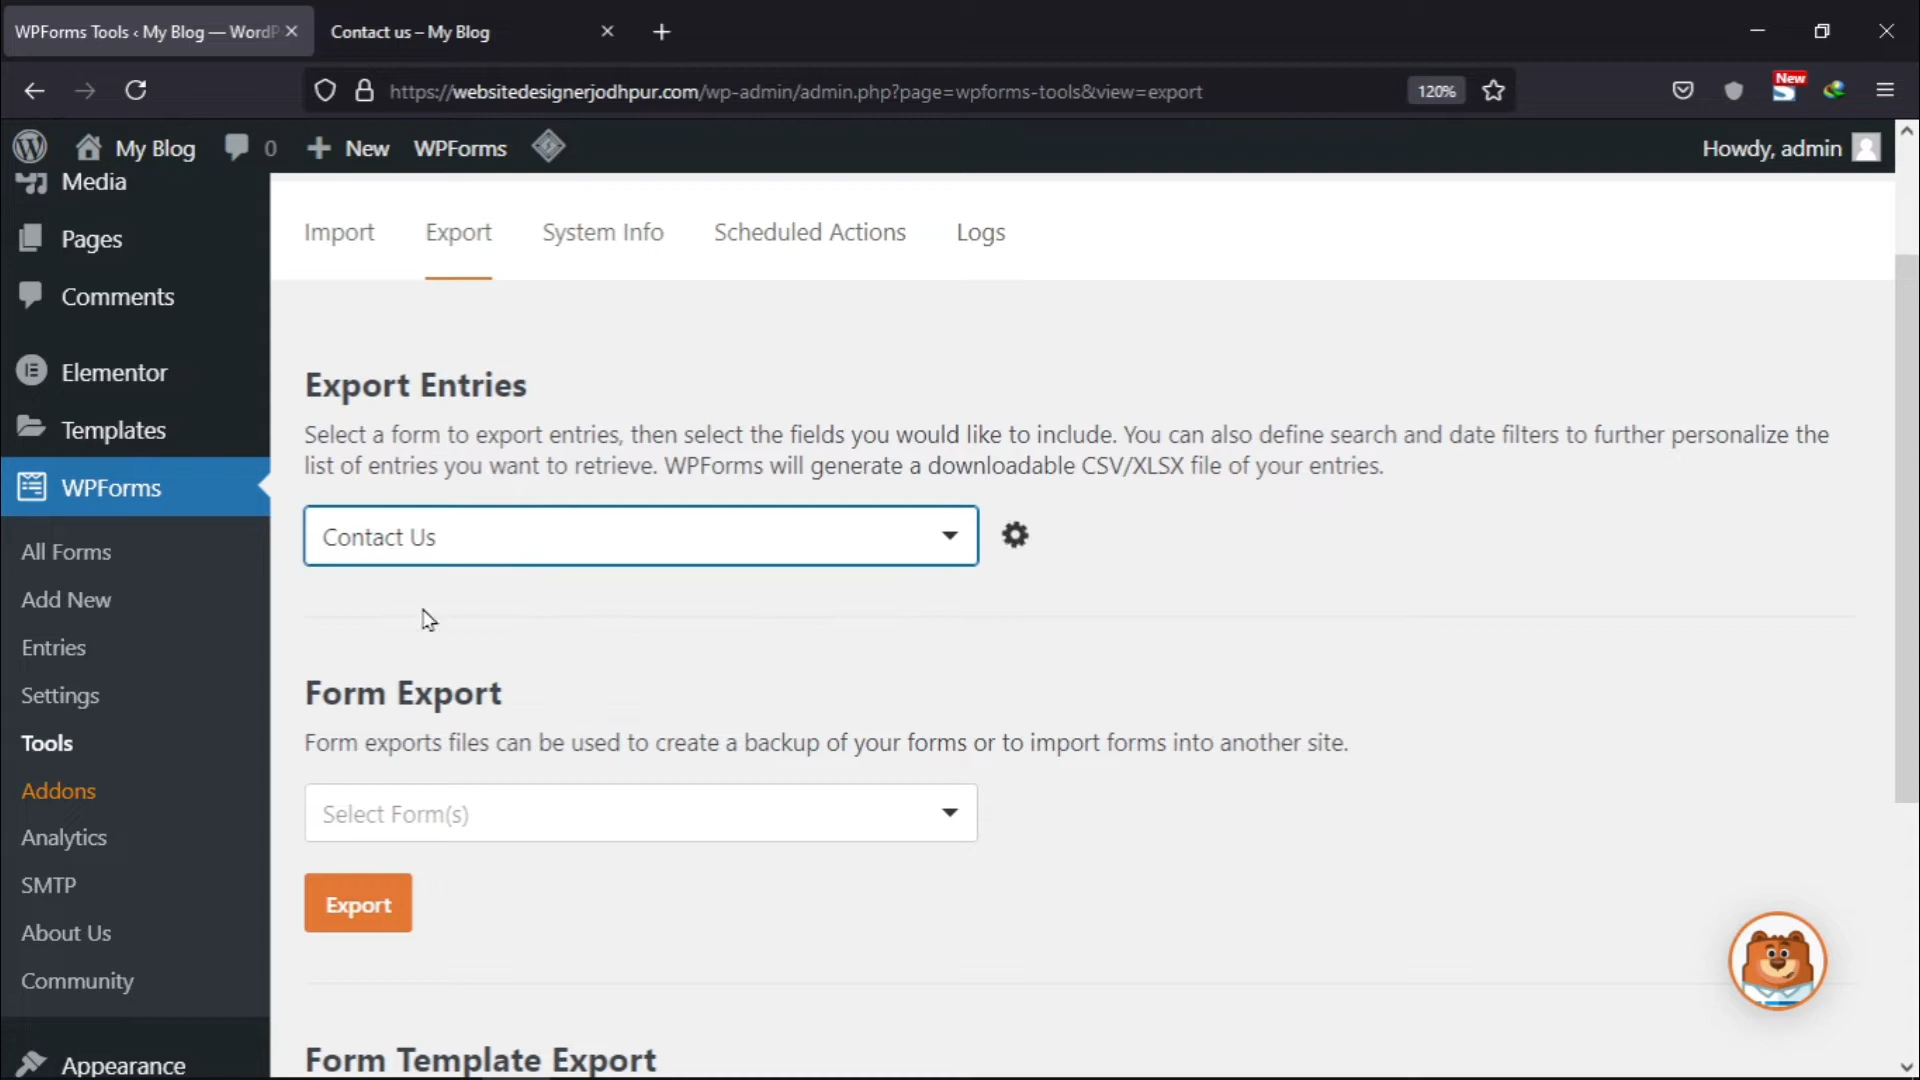 WPForms Tools ‹ My Blog — WordP
Contact us – My Blog
https://websitedesignerjodhpur.com/wp-admin/admin.php?page=wpforms-tools&view=export
120%
New
My Blog
0
New
WPForms
Howdy, admin
Media
Pages
Comments
Elementor
Templates
WPForms
All Forms
Add New
Entries
Settings
Tools
Addons
Analytics
SMTP
About Us
Community
Appearance
Import
Export
System Info
Scheduled Actions
Logs
Export Entries
Select a form to export entries, then select the fields you would like to include. You can also define search and date filters to further personalize the
list of entries you want to retrieve. WPForms will generate a downloadable CSV/XLSX file of your entries.
Contact Us
Form Export
Form exports files can be used to create a backup of your forms or to import forms into another site.
Select Form(s)
Export
Form Template Export